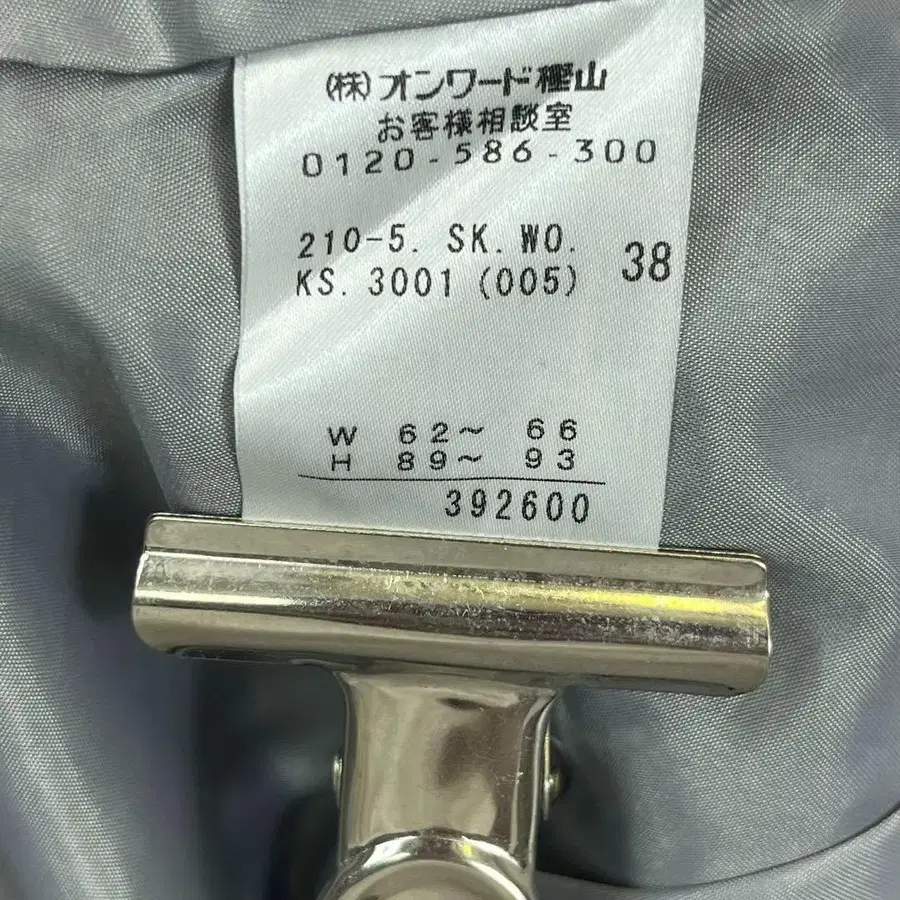 (株)オンワード樫山
お客様相談室
0120-586-300
210-5. SK. WO.
KS. 3001 (005) 38
W 62~ 66
H 89~ 93
392600